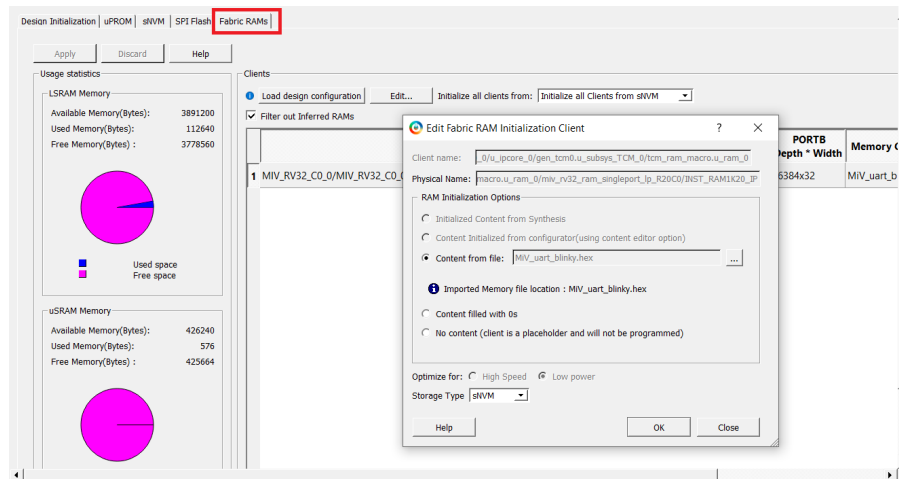 Design Initialization uPROM sNVM SPI Flash Fabric RAMs
Apply Discard Help
Usage statistics
LSRAM Memory
Available Memory(Bytes): 3891200
Used Memory(Bytes): 112640
Free Memory(Bytes) : 3778560
Used space
Free space
uSRAM Memory
Available Memory(Bytes): 426240
Used Memory(Bytes): 576
Free Memory(Bytes) : 425664
Clients
Load design configuration Edit... Initialize all clients from: Initialize all Clients from sNVM
Filter out Inferred RAMs
PORTB
Depth * Width
Memory
1 MIV_RV32_C0_0/MIV_RV32_C0_0 6384x32 MiV_uart_b
Edit Fabric RAM Initialization Client ? X
Client name: _0/u_ipcore_0/gen_tcm0.u_subsys_TCM_0/tcm_ram_macro.u_ram_0
Physical Name: macro.u_ram_0/miv_rv32_ram_singleport_lp_R20C0/INST_RAM1K20_IP
RAM Initialization Options
Initialized Content from Synthesis
Content Initialized from configurator(using content editor option)
Content from file: MiV_uart_blinky.hex ...
Imported Memory file location : MiV_uart_blinky.hex
Content filled with 0s
No content (client is a placeholder and will not be programmed)
Optimize for: High Speed Low power
Storage Type sNVM
Help OK Close